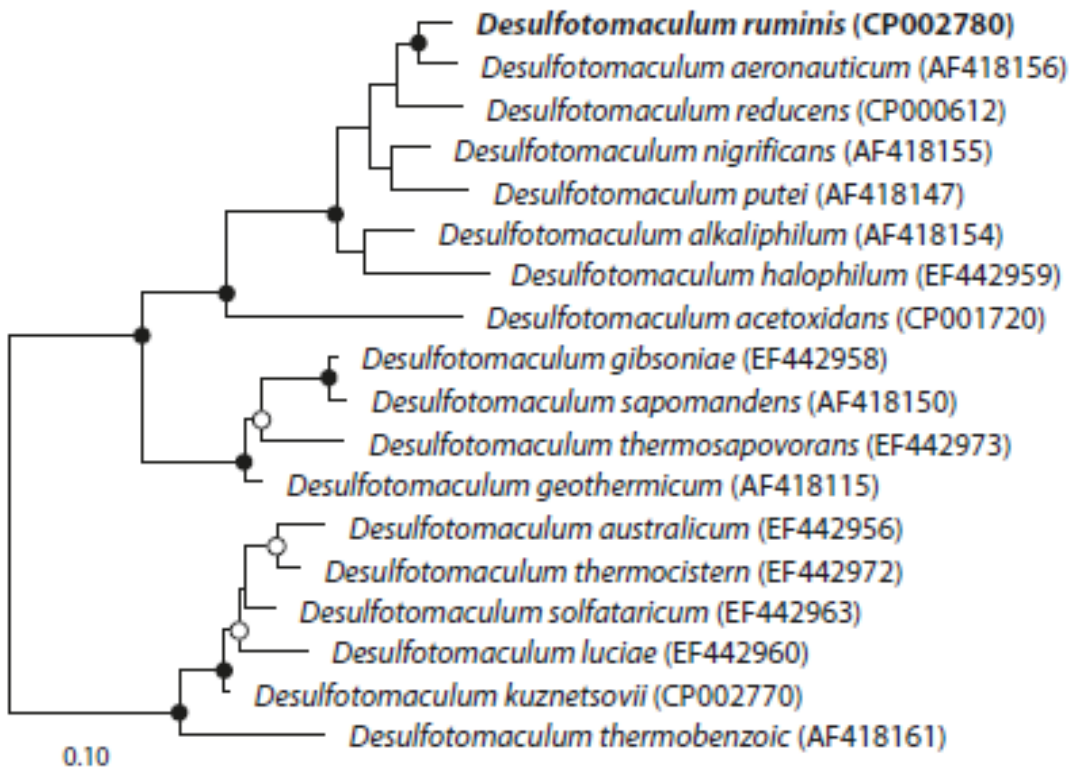 Desulfotomaculum ruminis (CP002780)
Desulfotomaculum aeronauticum (AF418156)
Desulfotomaculum reducens (CP000612)
Desulfotomaculum nigrificans (AF418155)
Desulfotomaculum putei (AF418147)
Desulfotomaculum alkaliphilum (AF418154)
Desulfotomaculum halophilum (EF442959)
Desulfotomaculum acetoxidans (CP001720)
Desulfotomaculum gibsoniae (EF442958)
Desulfotomaculum sapomandens (AF418150)
Desulfotomaculum thermosapovorans (EF442973)
Desulfotomaculum geothermicum (AF418115)
Desulfotomaculum australicum (EF442956)
Desulfotomaculum thermocistern (EF442972)
Desulfotomaculum solfataricum (EF442963)
Desulfotomaculum luciae (EF442960)
Desulfotomaculum kuznetsovii (CP002770)
Desulfotomaculum thermobenzoic (AF418161)
0.10